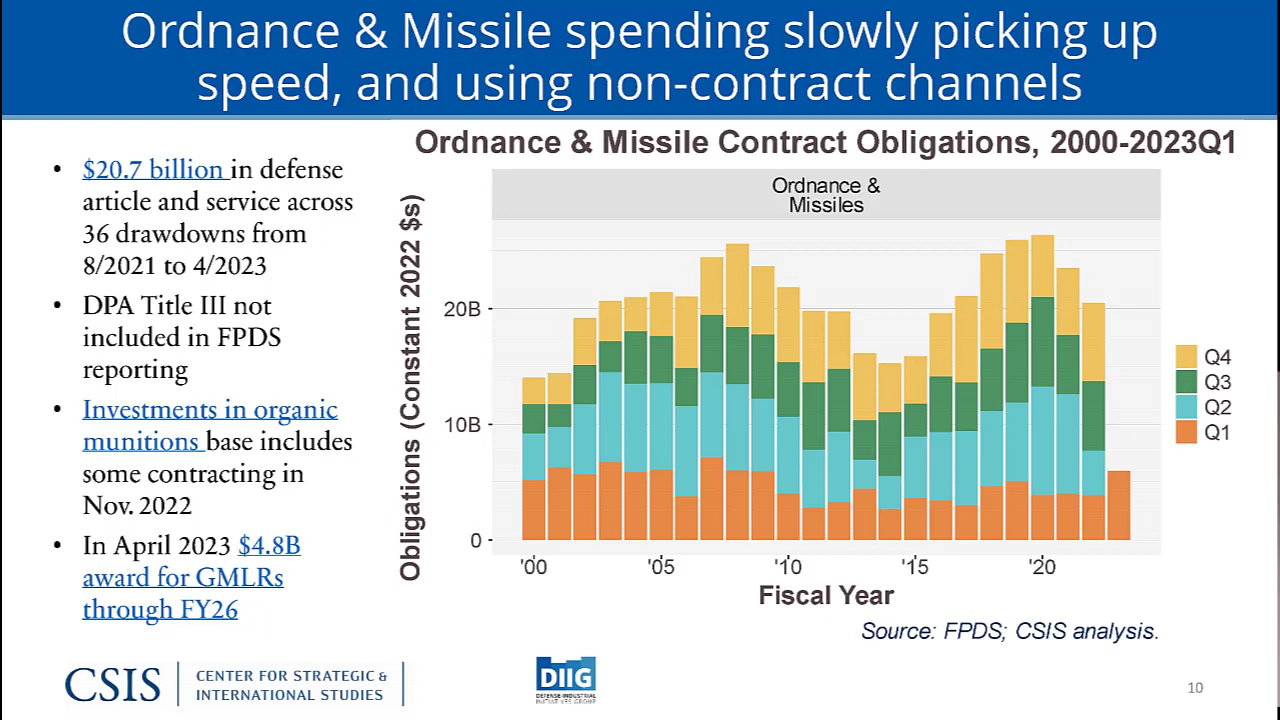 Ordnance & Missile spending slowly picking up
speed, and using non-contract channels
• $20.7 billion in defense
article and service across
36 drawdowns from
8/2021 to 4/2023
• DPA Title III not
included in FPDS
reporting
• Investments in organic
munitions base includes
some contracting in
Nov. 2022
• In April 2023 $4.8B
award for GMLRs
through FY26
Ordnance & Missile Contract Obligations, 2000-2023Q1
Ordnance &
Missiles
Obligations (Constant 2022 $s)
20B
10B
0
'00 '05 '10 '15 '20
Fiscal Year
Q4
Q3
Q2
Q1
Source: FPDS; CSIS analysis.
CSIS
CENTER FOR STRATEGIC &
INTERNATIONAL STUDIES
DIIG
DEFENSE-INDUSTRIAL
INITIATIVES GROUP
10